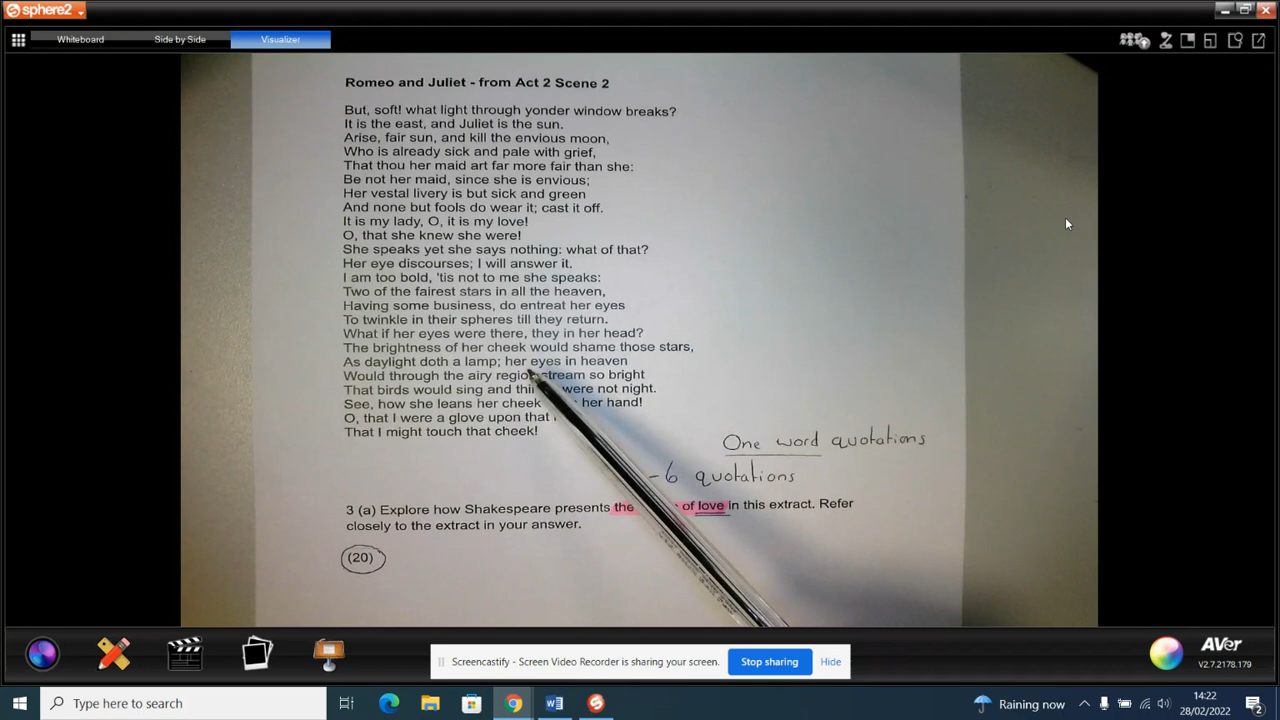 sphere2
Whiteboard
Side by Side
Visualizer
Romeo and Juliet - from Act 2 Scene 2
But, soft! what light through yonder window breaks?
It is the east, and Juliet is the sun.
Arise, fair sun, and kill the envious moon,
Who is already sick and pale with grief,
That thou her maid art far more fair than she:
Be not her maid, since she is envious;
Her vestal livery is but sick and green
And none but fools do wear it; cast it off.
It is my lady, O, it is my love!
O, that she knew she were!
She speaks yet she says nothing: what of that?
Her eye discourses; I will answer it.
I am too bold, 'tis not to me she speaks:
Two of the fairest stars in all the heaven,
Having some business, do entreat her eyes
To twinkle in their spheres till they return.
What if her eyes were there, they in her head?
The brightness of her cheek would shame those stars,
As daylight doth a lamp; her eyes in heaven
Would through the airy region stream so bright
That birds would sing and were not night.
See, how she leans her cheek her hand!
O, that I were a glove upon that
That I might touch that cheek!
One word quotations
-6 quotations
3 (a) Explore how Shakespeare presents the of love in this extract. Refer
closely to the extract in your answer.
(20)
Screencastify - Screen Video Recorder is sharing your screen.
Stop sharing
Hide
AVer
V2.7.2178.179
Type here to search
Raining now
14:22
28/02/2022
2